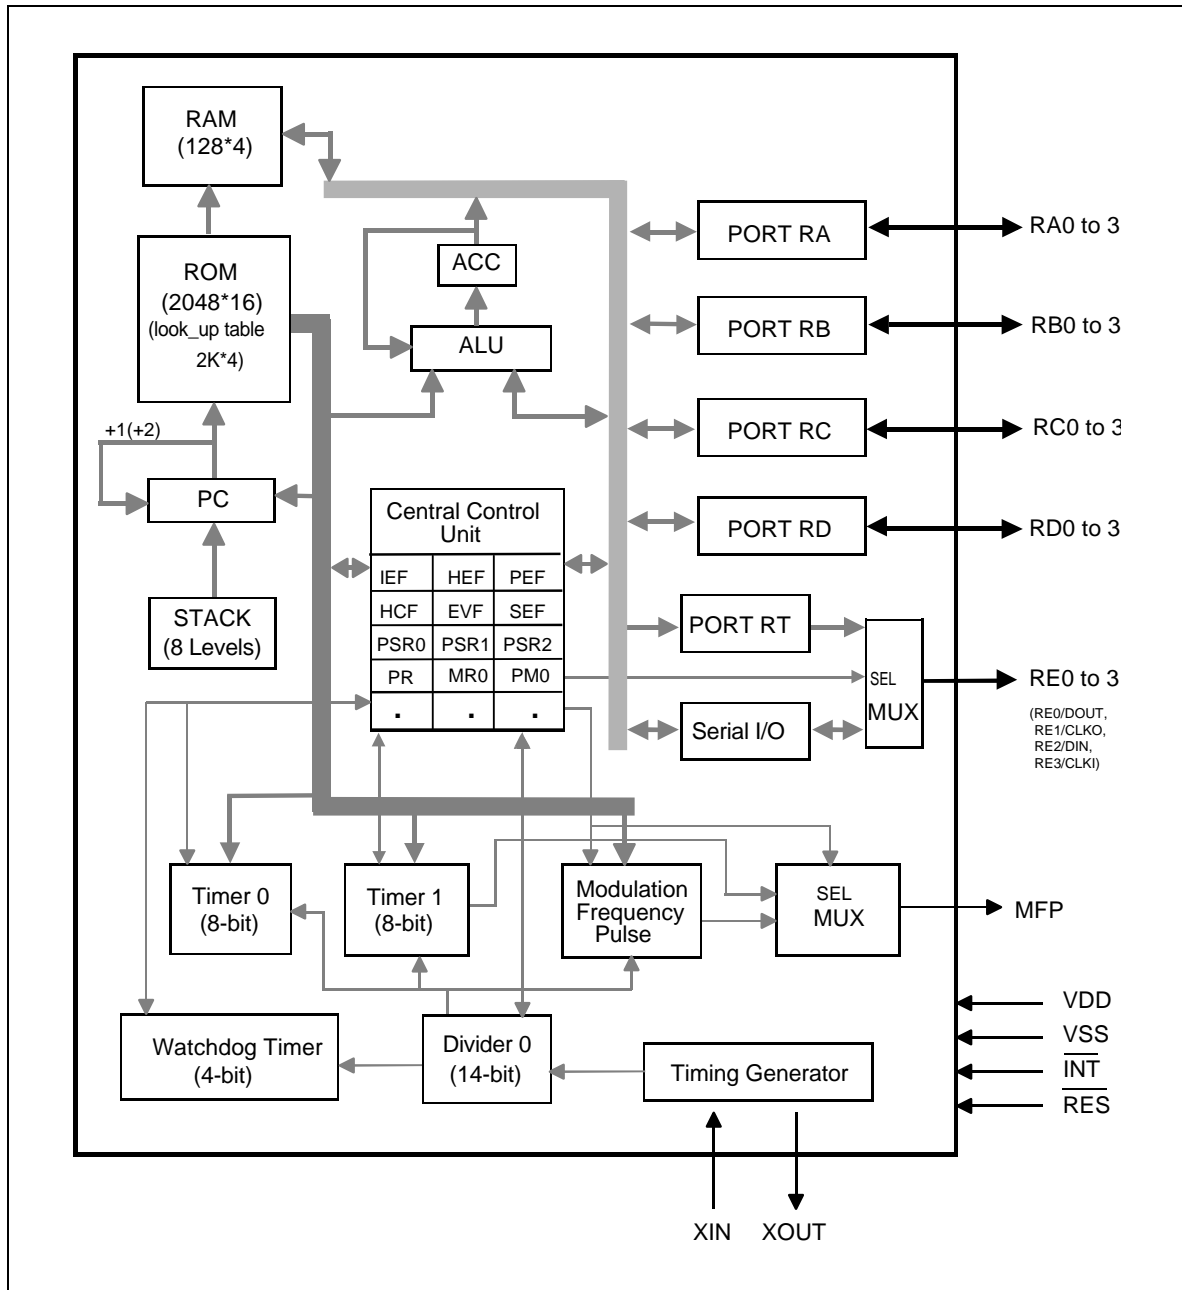 RAM
(128*4)
ROM
(2048*16)
(look_up table
2K*4)
+1(+2)
PC
STACK
(8 Levels)
ACC
ALU
Central Control
Unit
IEF HEF PEF
HCF EVF SEF
PSR0 PSR1 PSR2
PR MR0 PM0
. . .
PORT RA
RA0 to 3
PORT RB
RB0 to 3
PORT RC
RC0 to 3
PORT RD
RD0 to 3
PORT RT
SEL
MUX
Serial I/O
RE0 to 3
(RE0/DOUT,
RE1/CLKO,
RE2/DIN,
RE3/CLKI)
Timer 0
(8-bit)
Timer 1
(8-bit)
Modulation
Frequency
Pulse
SEL
MUX
MFP
Watchdog Timer
(4-bit)
Divider 0
(14-bit)
Timing Generator
VDD
VSS
INT
RES
XIN XOUT